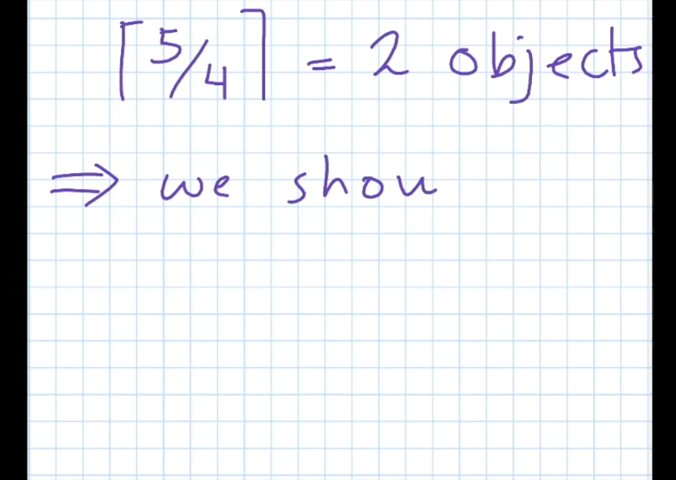 ⌈5/4⌉ = 2 objects
⇒ we shou